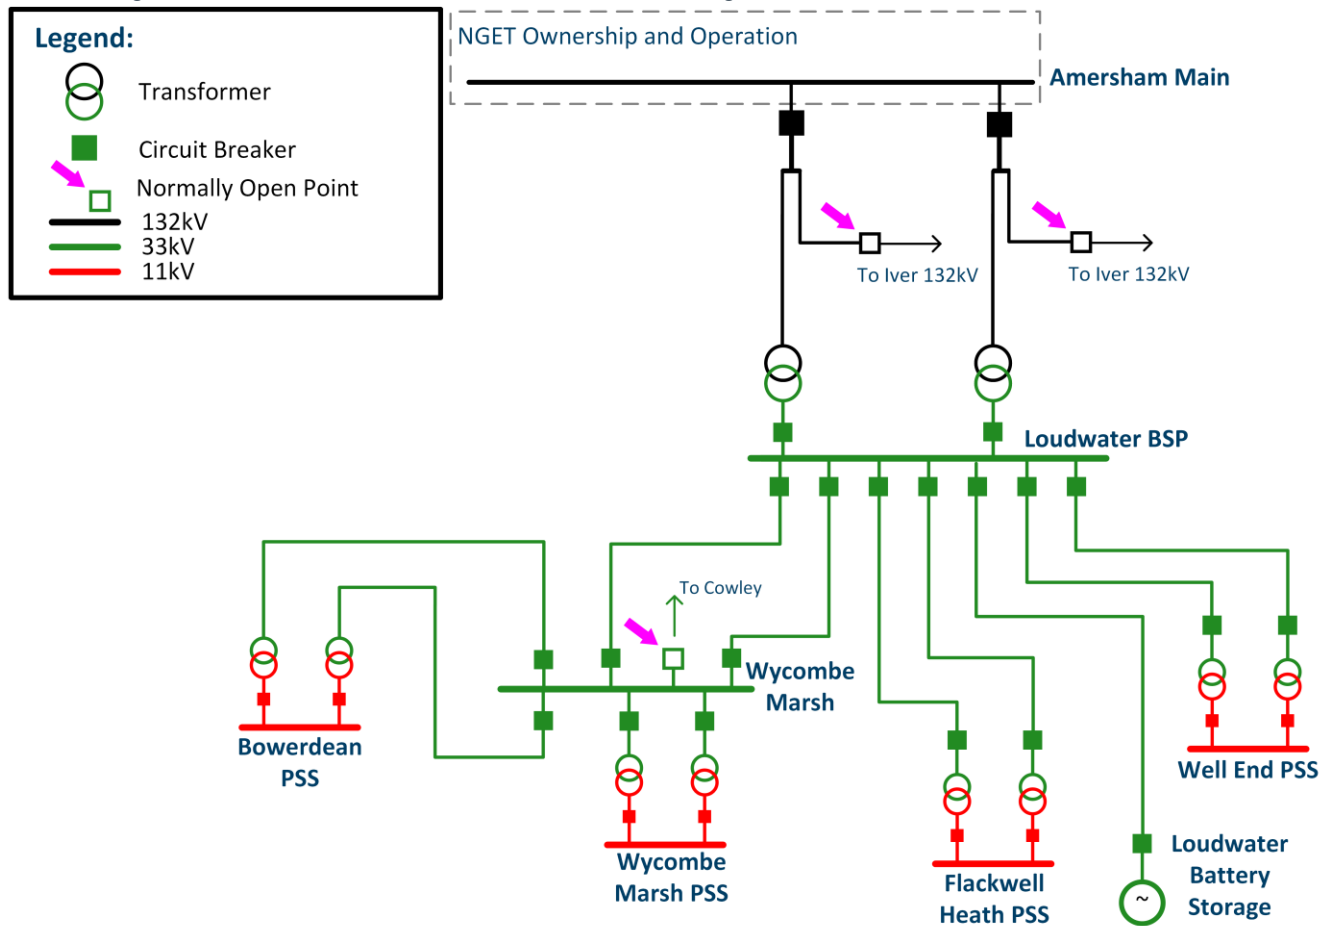 Legend:
Transformer
Circuit Breaker
Normally Open Point
132kV
33kV
11kV
NGET Ownership and Operation
Amersham Main
To Iver 132kV
To Iver 132kV
Loudwater BSP
To Cowley
Wycombe
Marsh
Bowerdean
PSS
Wycombe
Marsh PSS
Flackwell
Heath PSS
Well End PSS
Loudwater
Battery
Storage
~